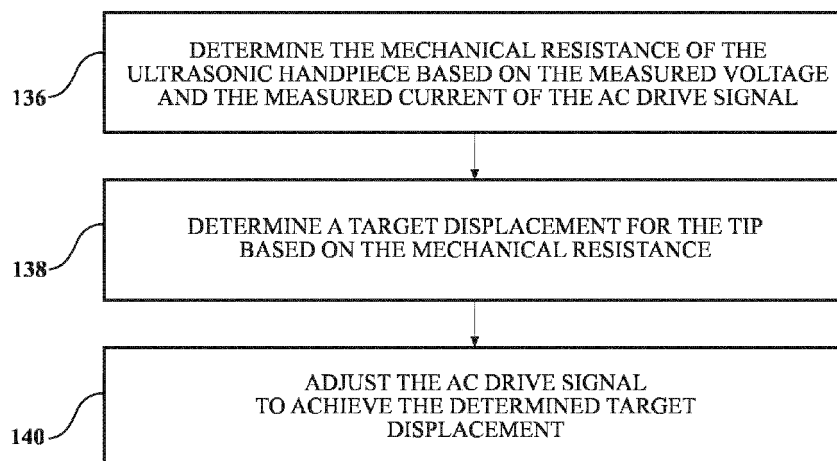 136
DETERMINE THE MECHANICAL RESISTANCE OF THE
ULTRASONIC HANDPIECE BASED ON THE MEASURED VOLTAGE
AND THE MEASURED CURRENT OF THE AC DRIVE SIGNAL
138
DETERMINE A TARGET DISPLACEMENT FOR THE TIP
BASED ON THE MECHANICAL RESISTANCE
140
ADJUST THE AC DRIVE SIGNAL
TO ACHIEVE THE DETERMINED TARGET
DISPLACEMENT